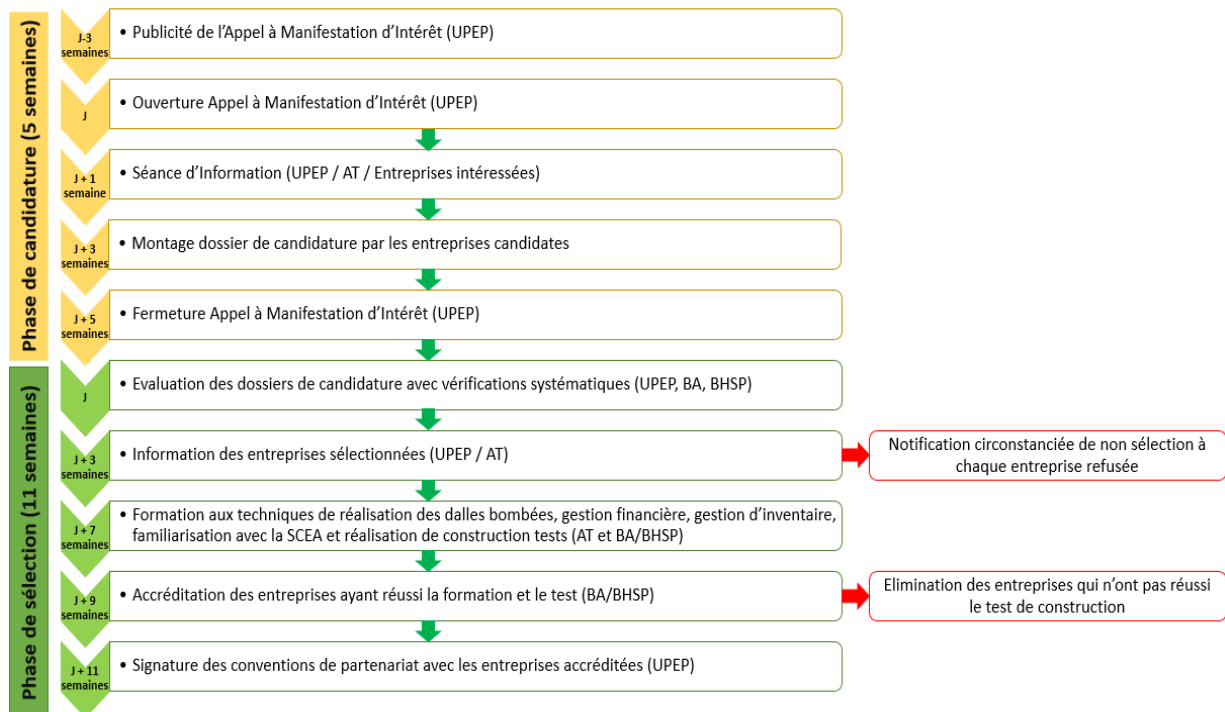 Phase de candidature (5 semaines)
J-3
semaines
• Publicité de l'Appel à Manifestation d'Intérêt (UPEP)
J
• Ouverture Appel à Manifestation d'Intérêt (UPEP)
J + 1
semaine
• Séance d'Information (UPEP / AT / Entreprises intéressées)
J + 3
semaines
• Montage dossier de candidature par les entreprises candidates
J + 5
semaines
• Fermeture Appel à Manifestation d'Intérêt (UPEP)
Phase de sélection (11 semaines)
J
• Evaluation des dossiers de candidature avec vérifications systématiques (UPEP, BA, BHSP)
J + 3
semaines
• Information des entreprises sélectionnées (UPEP / AT)
Notification circonstanciée de non sélection à
chaque entreprise refusée
J + 7
semaines
• Formation aux techniques de réalisation des dalles bombées, gestion financière, gestion d'inventaire,
familiarisation avec la SCEA et réalisation de construction tests (AT et BA/BHSP)
J + 9
semaines
• Accréditation des entreprises ayant réussi la formation et le test (BA/BHSP)
Elimination des entreprises qui n'ont pas réussi
le test de construction
J + 11
semaines
• Signature des conventions de partenariat avec les entreprises accréditées (UPEP)